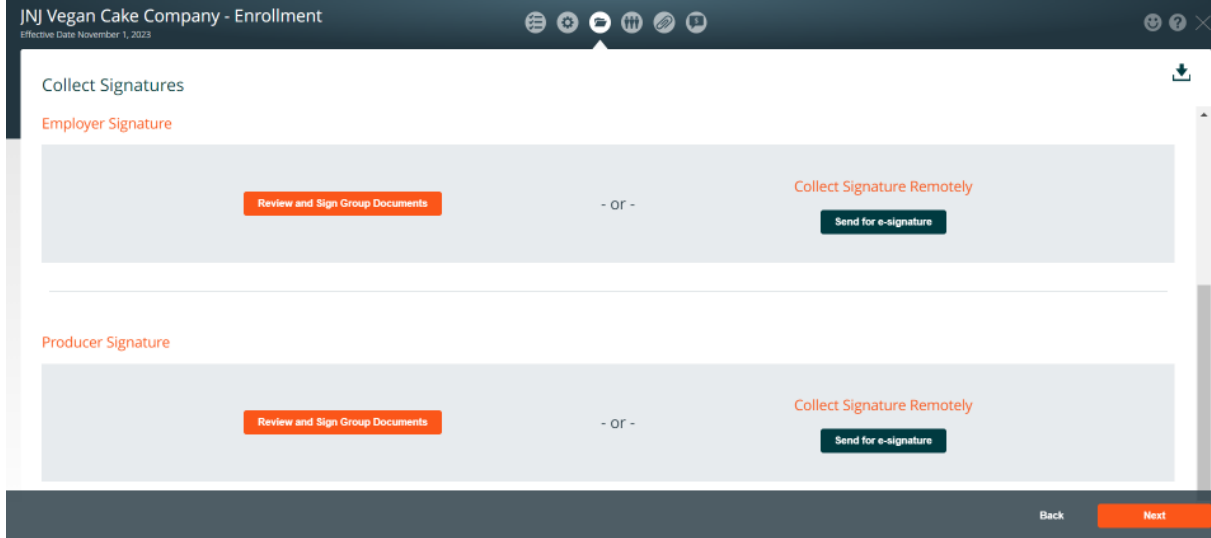 JNJ Vegan Cake Company - Enrollment
Effective Date November 1, 2023
Collect Signatures
Employer Signature
Review and Sign Group Documents
- or -
Collect Signature Remotely
Send for e-signature
Producer Signature
Review and Sign Group Documents
- or -
Collect Signature Remotely
Send for e-signature
Back
Next